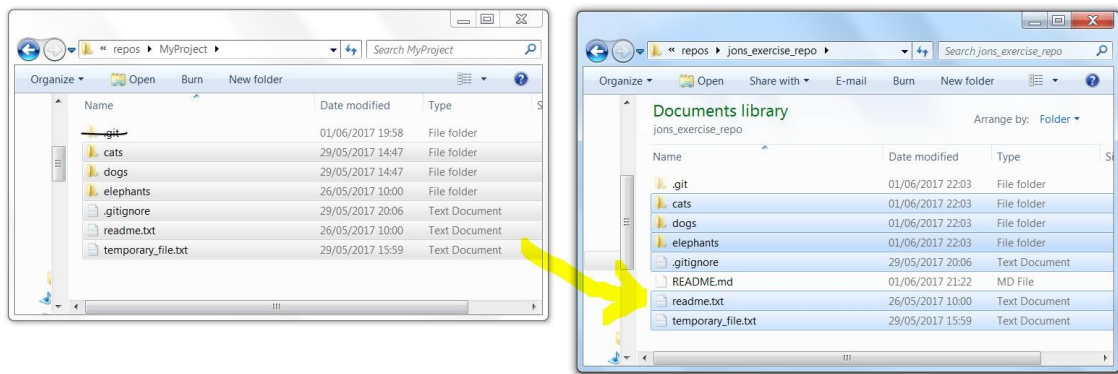 « repos ▸ MyProject ▸
Search MyProject
Organize ▾ Open Burn New folder
Name Date modified Type S
.git 01/06/2017 19:58 File folder
cats 29/05/2017 14:47 File folder
dogs 29/05/2017 14:47 File folder
elephants 26/05/2017 10:00 File folder
.gitignore 29/05/2017 20:06 Text Document
readme.txt 26/05/2017 10:00 Text Document
temporary_file.txt 29/05/2017 15:59 Text Document
« repos ▸ jons_exercise_repo ▸
Search jons_exercise_repo
Organize ▾ Open Share with ▾ E-mail Burn New folder
Documents library
jons_exercise_repo
Arrange by: Folder ▾
Name Date modified Type Si
.git 01/06/2017 22:03 File folder
cats 01/06/2017 22:03 File folder
dogs 01/06/2017 22:03 File folder
elephants 01/06/2017 22:03 File folder
.gitignore 29/05/2017 20:06 Text Document
README.md 01/06/2017 21:22 MD File
readme.txt 26/05/2017 10:00 Text Document
temporary_file.txt 29/05/2017 15:59 Text Document